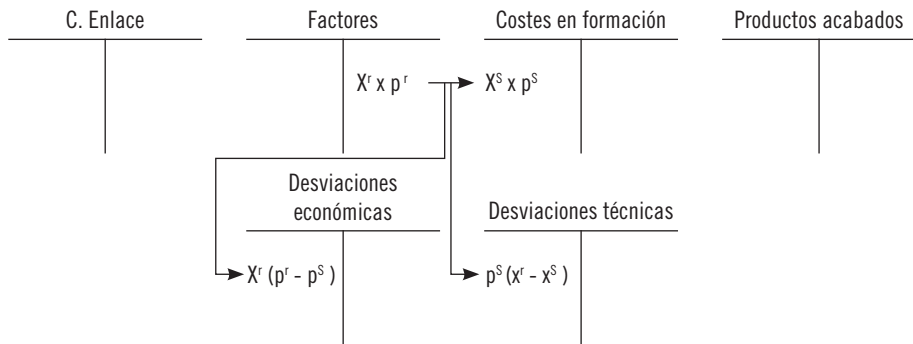 C. Enlace
Factores
Costes en formación
Productos acabados
Xʳ x pʳ
Xˢ x pˢ
Desviaciones
económicas
Desviaciones técnicas
Xʳ (pʳ - pˢ )
pˢ (xʳ - xˢ )